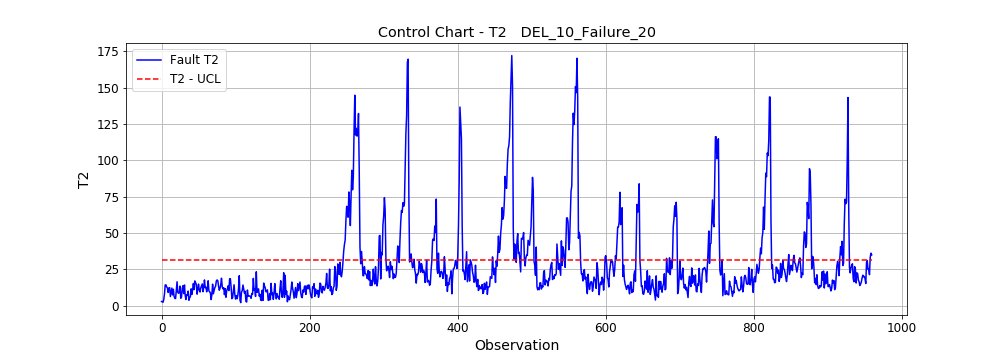 Control Chart - T2   DEL_10_Failure_20
Fault T2
T2 - UCL
T2
175
150
125
100
75
50
25
0
0 200 400 600 800 1000
Observation